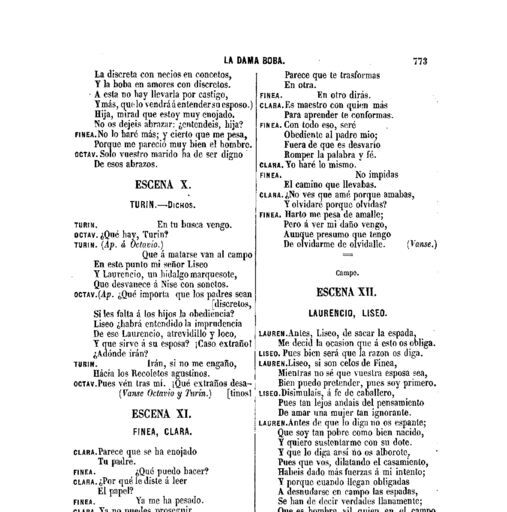 LA DAMA BOBA.
773
La discreta con necios en concetos,
Y la boba en amores con discretos.
A esta no hay llevarla por castigo,
Y más, que lo vendrá á entender su esposo.)
Hija, mirad que estoy muy enojado.
No os dejeis abrazar: ¿entendeis, hija?
FINEA. No lo haré más; y cierto que me pesa,
Porque me pareció muy bien el hombre.
OCTAV. Solo vuestro marido ha de ser digno
De esos abrazos.
ESCENA X.
TURIN.—DICHOS.
TURIN. En tu busca vengo.
OCTAV. ¿Qué hay, Turin?
TURIN. (Ap. á Octavio.)
Que á matarse van al campo
En este punto mi señor Liseo
Y Laurencio, un hidalgo marquesote,
Que desvanece á Nise con sonetos.
OCTAV. (Ap. ¿Qué importa que los padres sean
[discretos,
Si les falta á los hijos la obediencia?
Liseo ¿habrá entendido la imprudencia
De ese Laurencio, atrevidillo y loco,
Y que sirve á su esposa? ¡Caso extraño!
¿Adónde irán?
TURIN. Irán, si no me engaño,
Hácia los Recoletos agustinos.
OCTAV. Pues vén tras mi. ¡Qué extraños desa-
(Vanse Octavio y Turin.) [tinos!
ESCENA XI.
FINEA, CLARA.
CLARA. Parece que se ha enojado
Tu padre.
FINEA. ¿Qué puedo hacer?
CLARA. ¿Por qué le diste á leer
El papel?
FINEA. Ya me ha pesado.
CLARA. Ya no puedes proseguir
Parece que te trasformas
En otra.
FINEA. En otro dirás.
CLARA. Es maestro con quien más
Para aprender te conformas.
FINEA. Con todo eso, seré
Obediente al padre mio;
Fuera de que es desvario
Romper la palabra y fé.
CLARA. Yo haré lo mismo.
FINEA. No impidas
El camino que llevabas.
CLARA. ¿No ves que amé porque amabas,
Y olvidaré porque olvidas?
FINEA. Harto me pesa de amalle;
Pero á ver mi daño vengo,
Aunque presumo que tengo
De olvidarme de olvidalle. (Vanse.)
Campo.
ESCENA XII.
LAURENCIO, LISEO.
LAUREN. Antes, Liseo, de sacar la espada,
Me decid la ocasion que á esto os obliga.
LISEO. Pues bien será que la razon os diga.
LAUREN. Liseo, si son celos de Finea,
Mientras no sé que vuestra esposa sea,
Bien puedo pretender, pues soy primero.
LISEO. Disimulais, á fe de caballero,
Pues tan lejos andais del pensamiento
De amar una mujer tan ignorante.
LAUREN. Antes de que lo diga no os espante;
Que soy tan pobre como bien nacido,
Y quiero sustentarme con su dote.
Y que lo diga así no os alborote,
Pues que vos, dilatando el casamiento,
Habeis dado más fuerzas á mi intento;
Y porque cuando llegan obligadas
A desnudarse en campo las espadas,
Se han de decir verdades llanamente;
Que es hombre vil quien en el campo